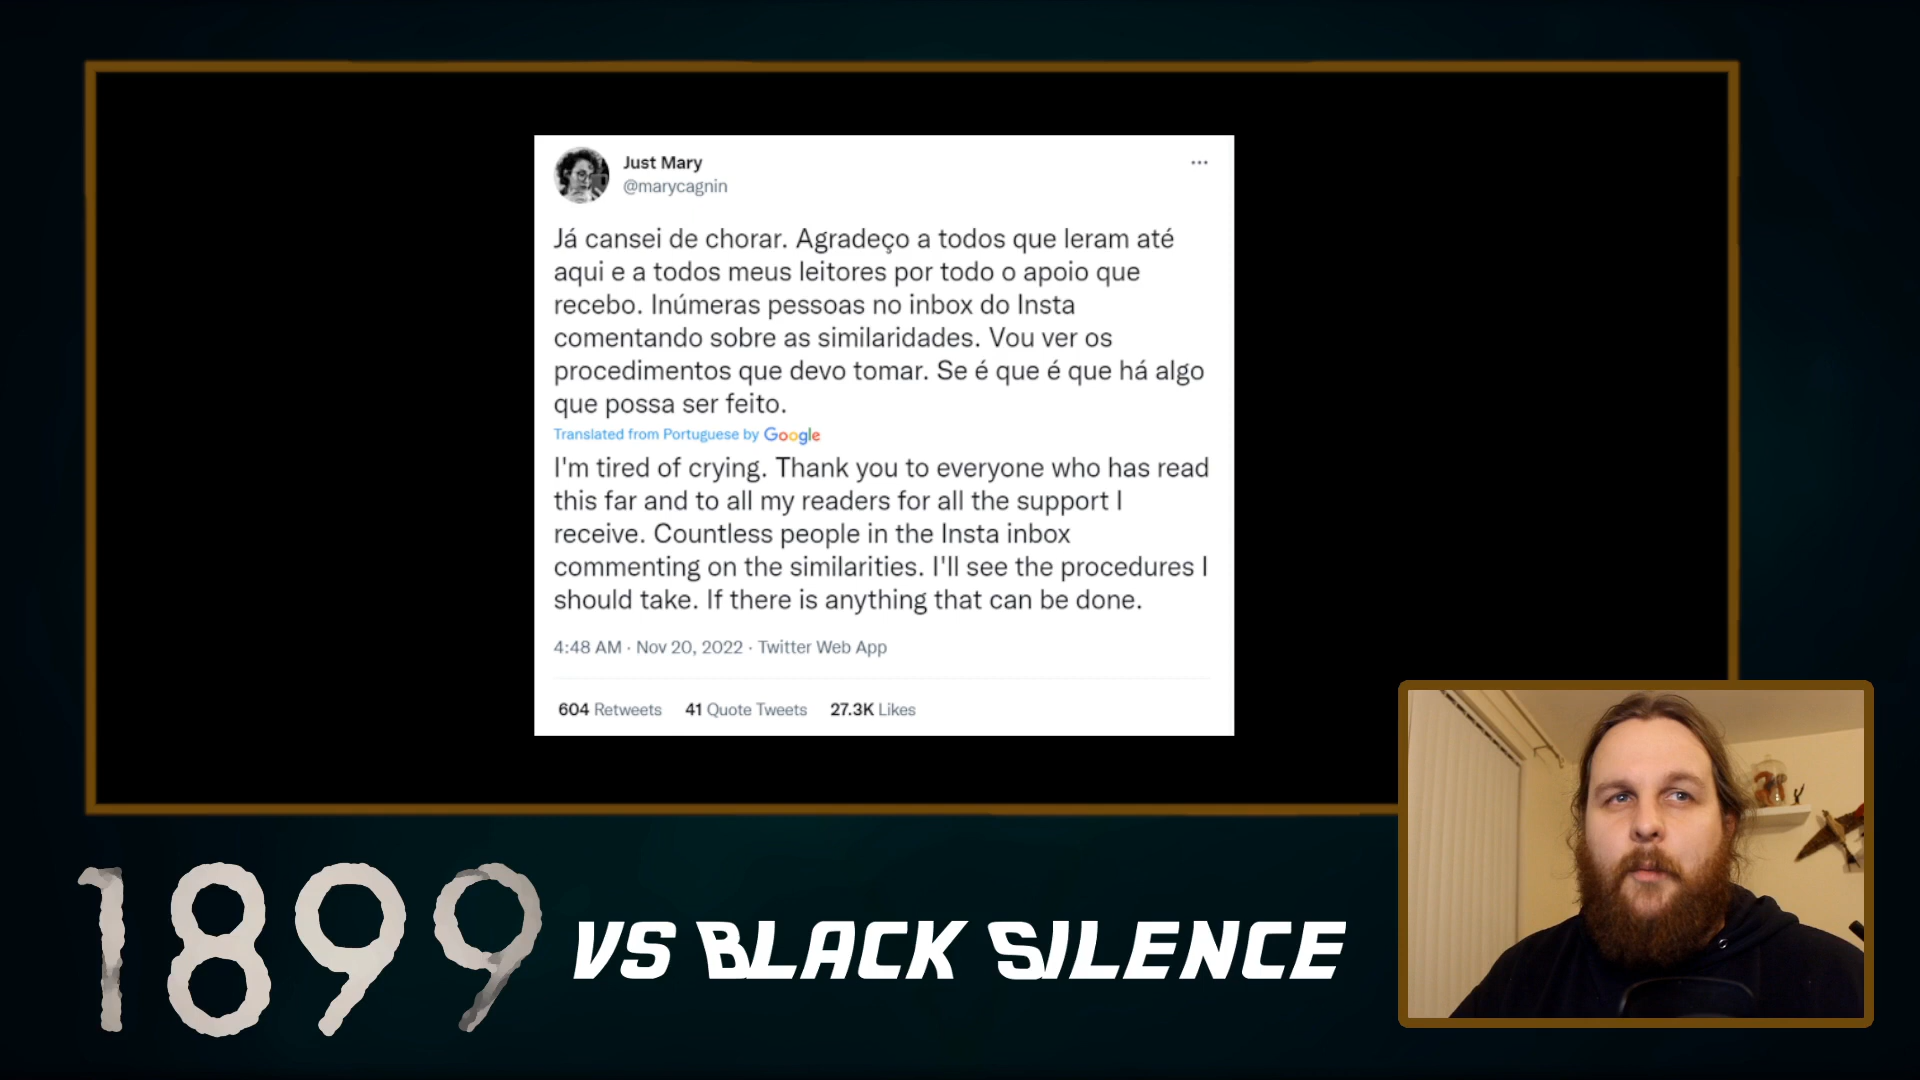 Just Mary
@marycagnin
Já cansei de chorar. Agradeço a todos que leram até
aqui e a todos meus leitores por todo o apoio que
recebo. Inúmeras pessoas no inbox do Insta
comentando sobre as similaridades. Vou ver os
procedimentos que devo tomar. Se é que é que há algo
que possa ser feito.
Translated from Portuguese by Google
I'm tired of crying. Thank you to everyone who has read
this far and to all my readers for all the support I
receive. Countless people in the Insta inbox
commenting on the similarities. I'll see the procedures I
should take. If there is anything that can be done.
4:48 AM · Nov 20, 2022 · Twitter Web App
604 Retweets 41 Quote Tweets 27.3K Likes
1899 VS BLACK SILENCE